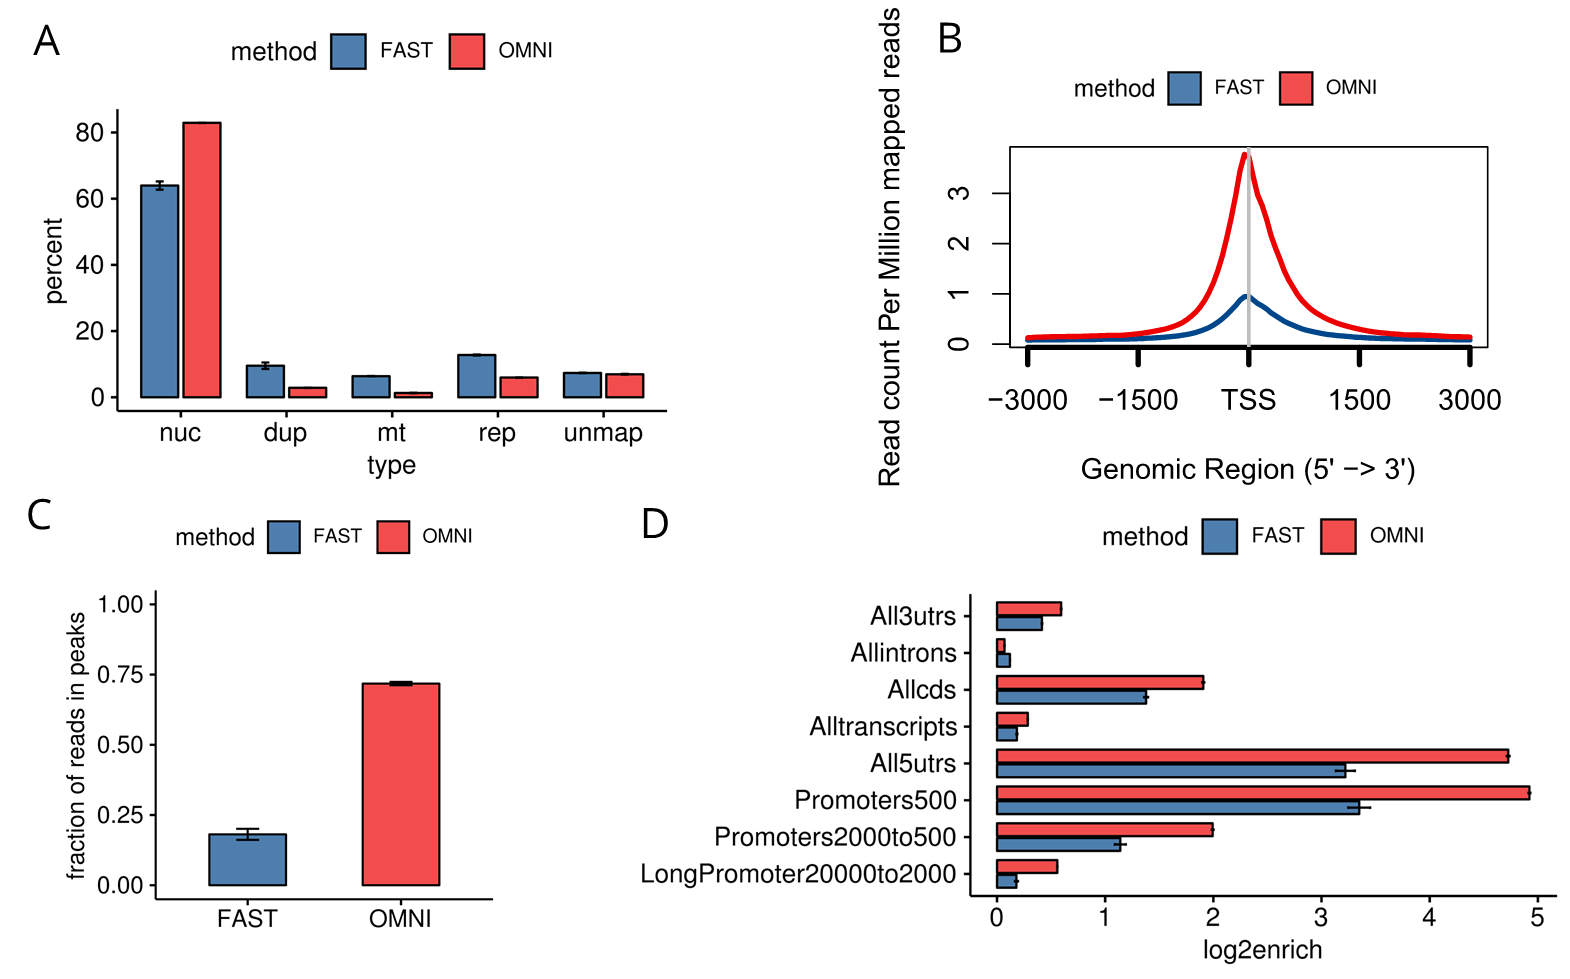 A
method FAST OMNI
percent
80
60
40
20
0
nuc dup mt rep unmap
type
B
method FAST OMNI
Read count Per Million mapped reads
3
2
1
0
−3000 −1500 TSS 1500 3000
Genomic Region (5' −> 3')
C
method FAST OMNI
fraction of reads in peaks
1.00
0.75
0.50
0.25
0.00
FAST OMNI
D
method FAST OMNI
All3utrs
Allintrons
Allcds
Alltranscripts
All5utrs
Promoters500
Promoters2000to500
LongPromoter20000to2000
0 1 2 3 4 5
log2enrich